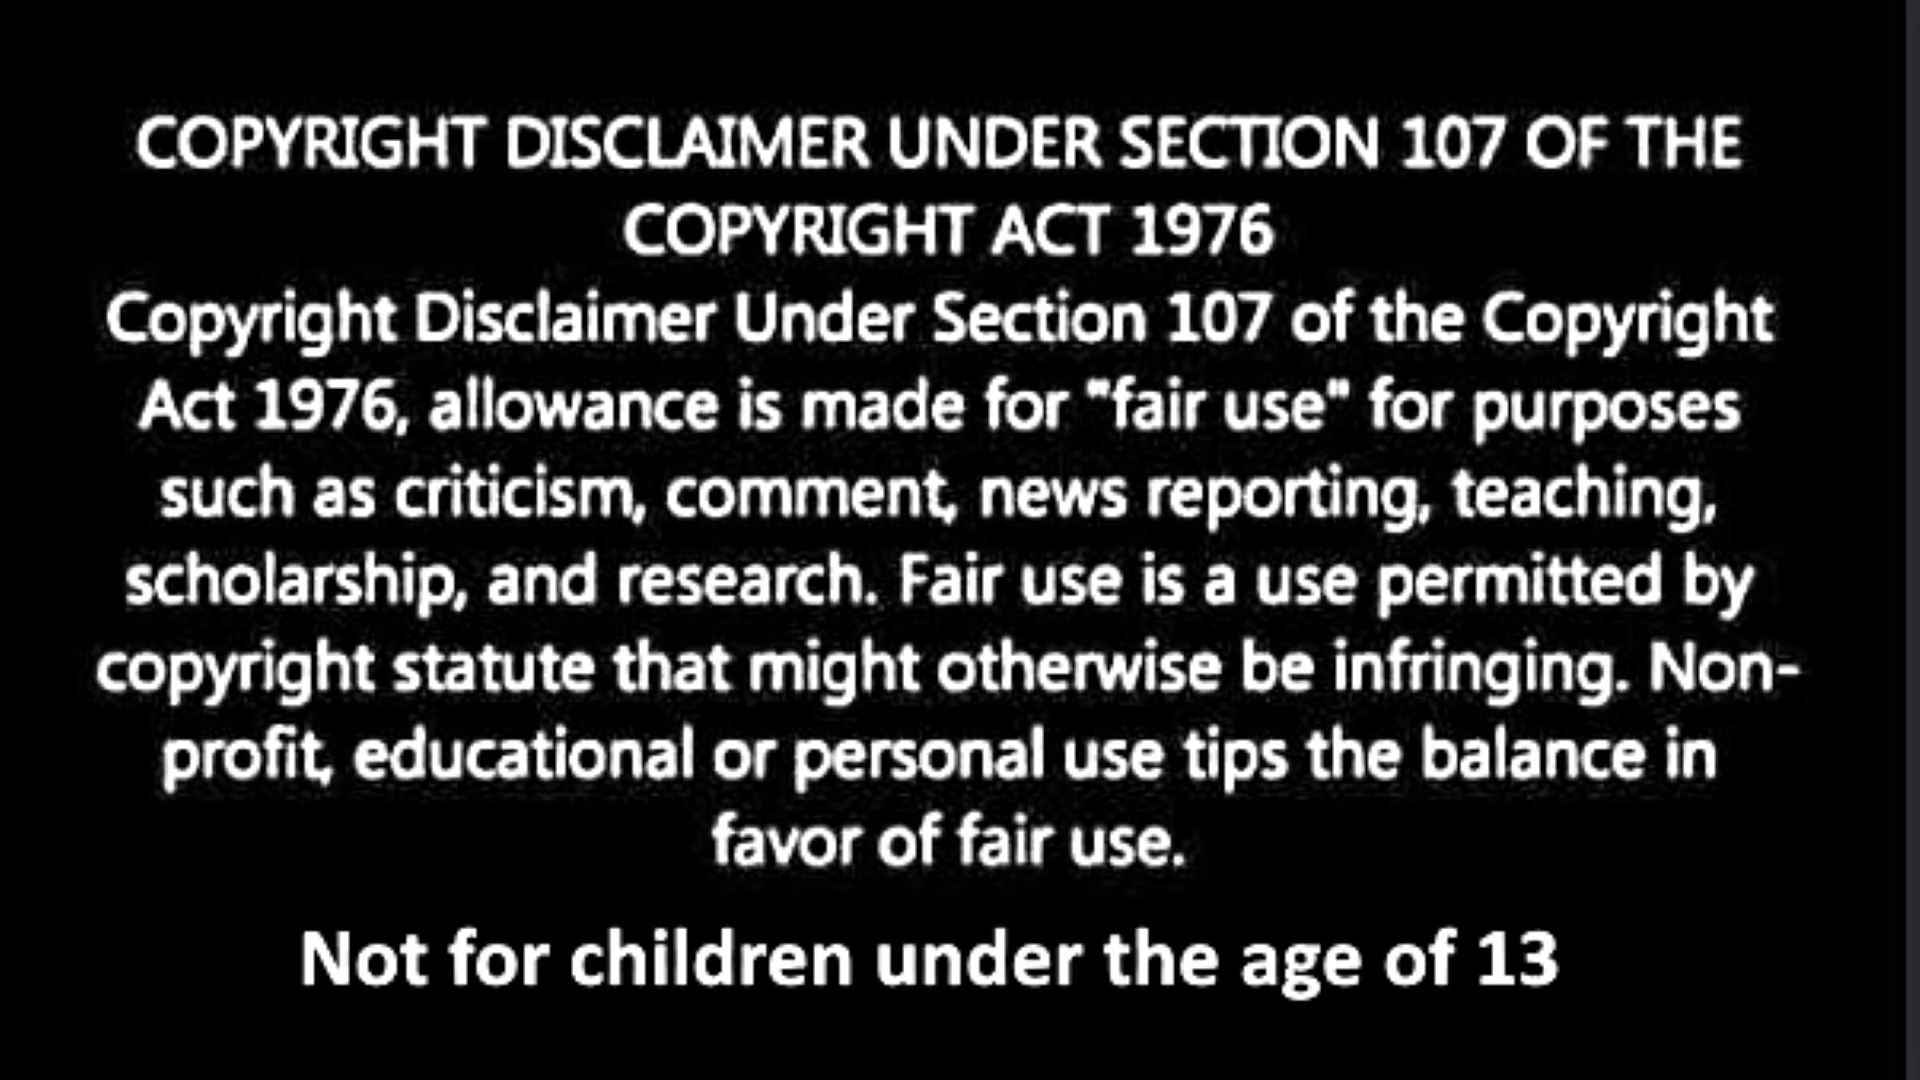 COPYRIGHT DISCLAIMER UNDER SECTION 107 OF THE
COPYRIGHT ACT 1976
Copyright Disclaimer Under Section 107 of the Copyright
Act 1976, allowance is made for "fair use" for purposes
such as criticism, comment, news reporting, teaching,
scholarship, and research. Fair use is a use permitted by
copyright statute that might otherwise be infringing. Non-
profit, educational or personal use tips the balance in
favor of fair use.
Not for children under the age of 13